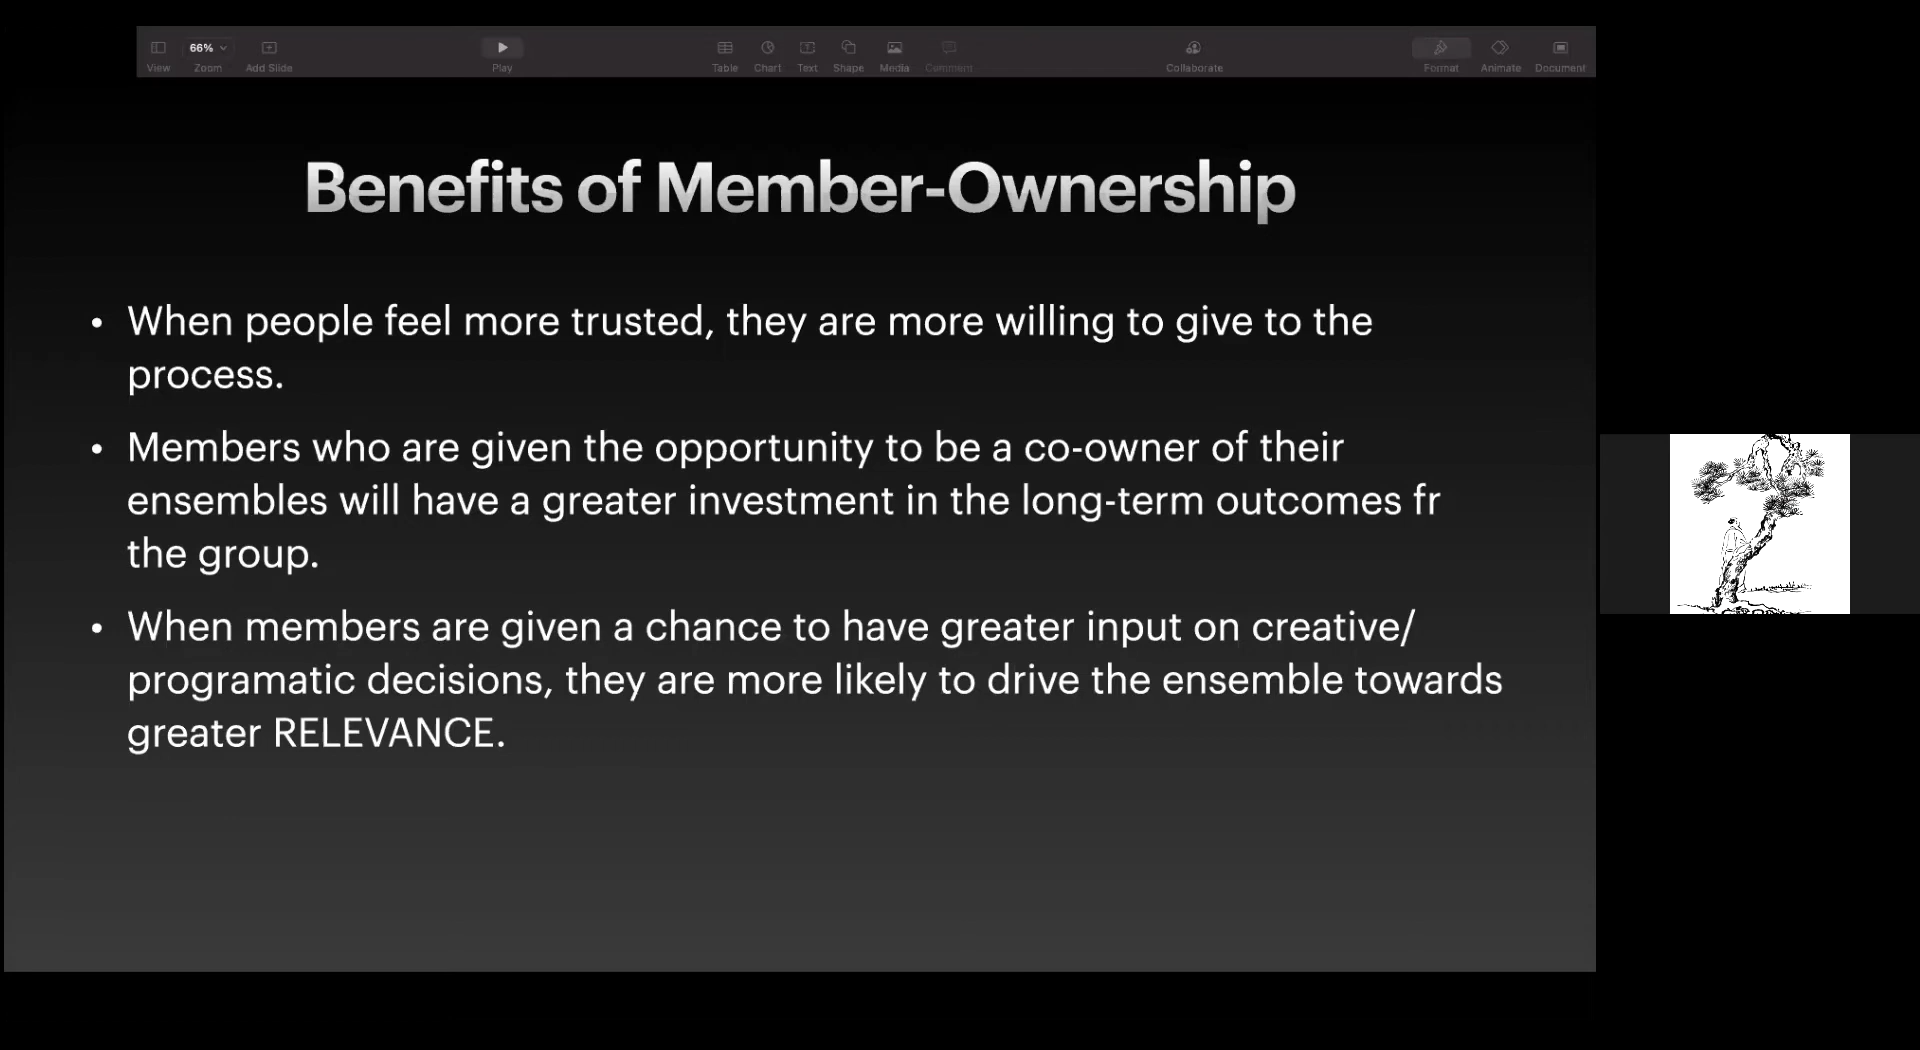 66%
View Zoom Add Slide Play Table Chart Text Shape Media Comment Collaborate Format Animate Document
Benefits of Member-Ownership
• When people feel more trusted, they are more willing to give to the
process.
• Members who are given the opportunity to be a co-owner of their
ensembles will have a greater investment in the long-term outcomes fr
the group.
• When members are given a chance to have greater input on creative/
programatic decisions, they are more likely to drive the ensemble towards
greater RELEVANCE.